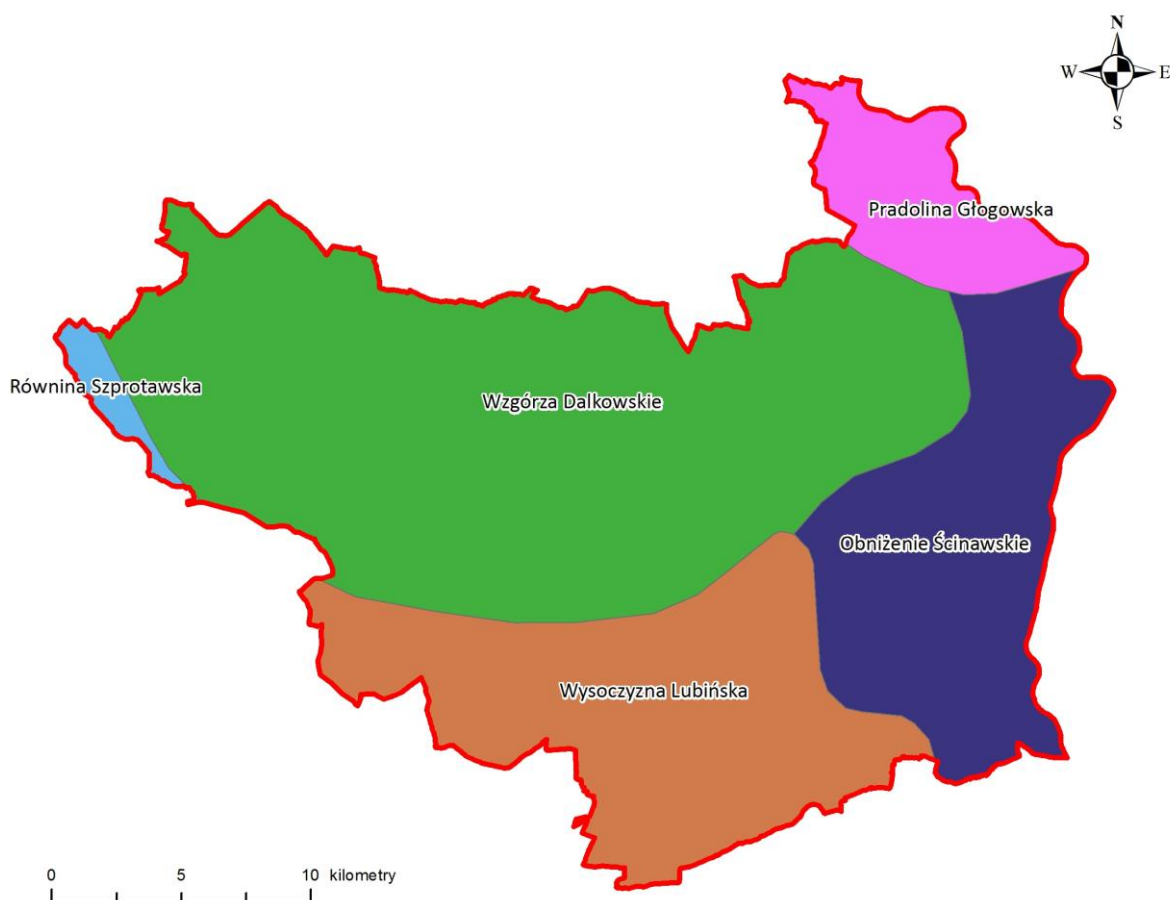 N
W E
S
Pradolina Głogowska
Równina Szprotawska
Wzgórza Dalkowskie
Obniżenie Ścinawskie
Wysoczyzna Lubińska
0 5 10 kilometry